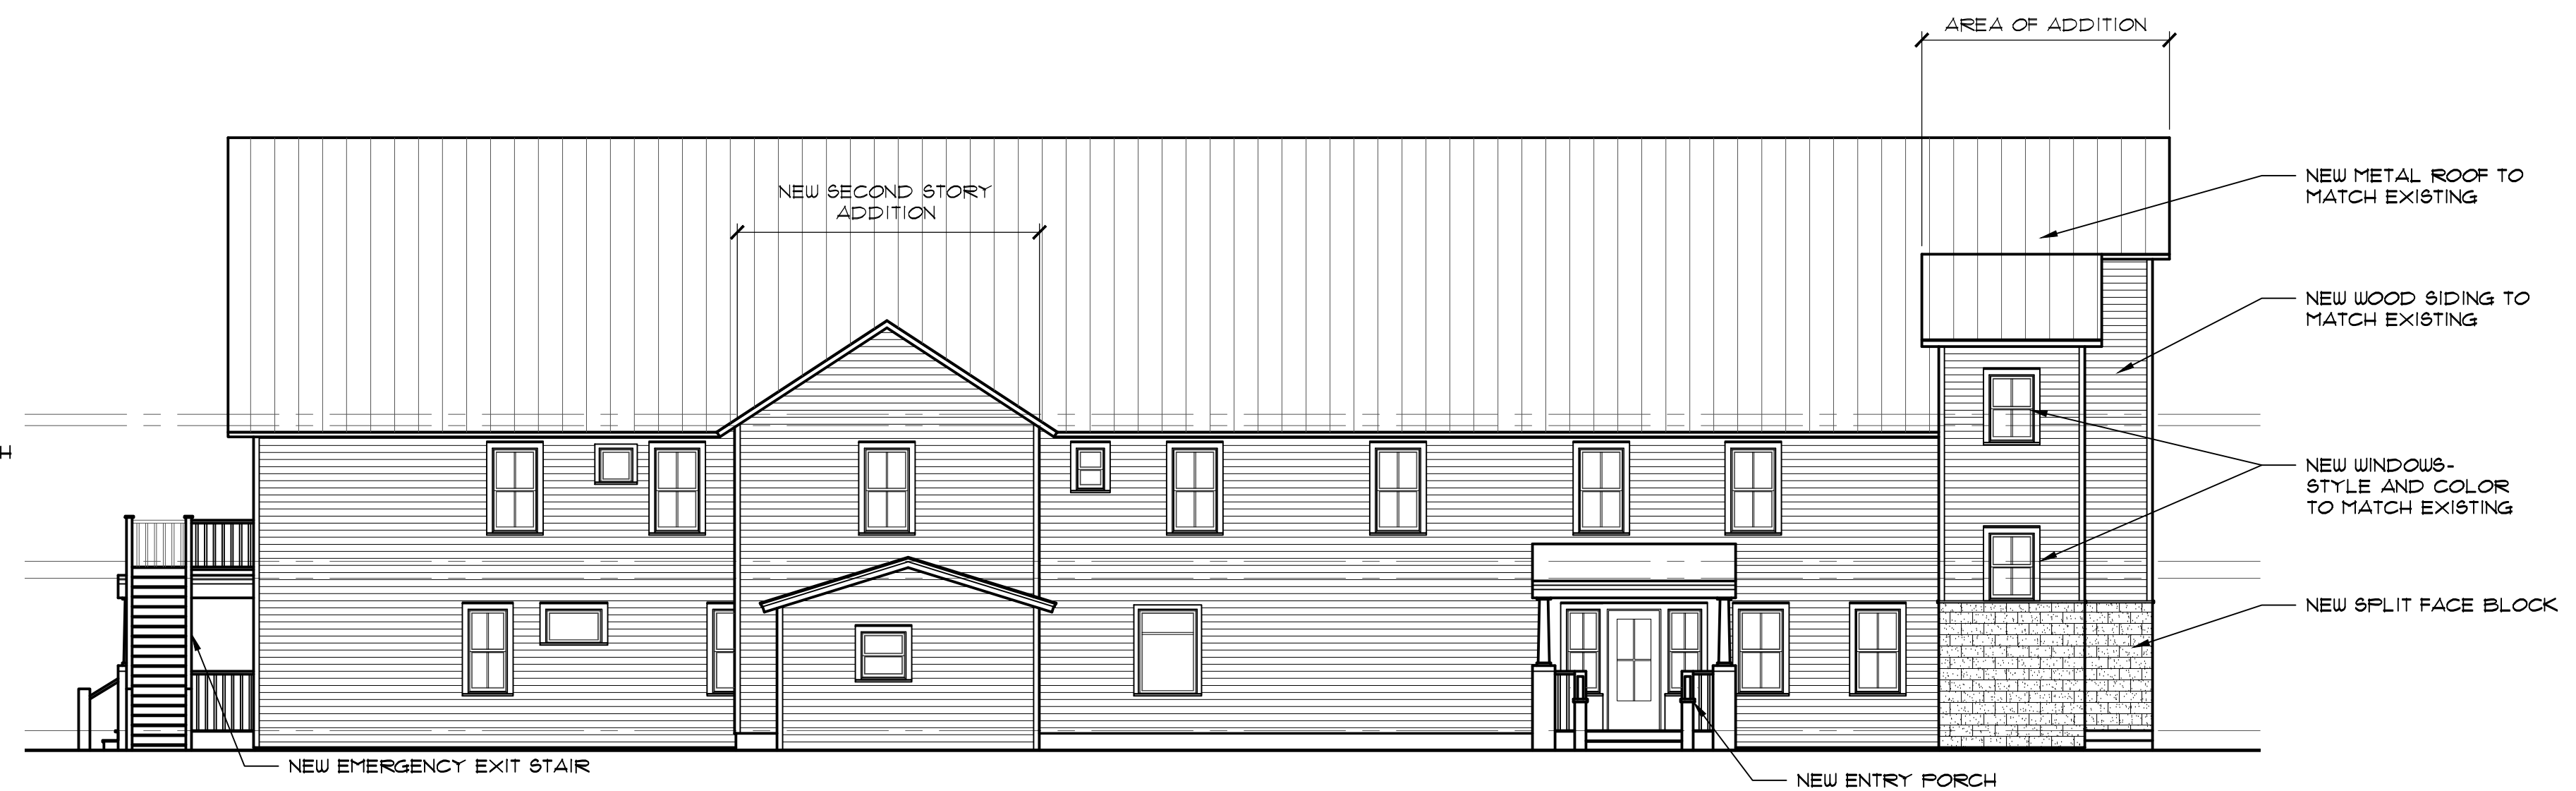 AREA OF ADDITION
NEW SECOND STORY
ADDITION
NEW METAL ROOF TO
MATCH EXISTING
NEW WOOD SIDING TO
MATCH EXISTING
H
NEW WINDOWS-
STYLE AND COLOR
TO MATCH EXISTING
NEW SPLIT FACE BLOCK
NEW EMERGENCY EXIT STAIR
NEW ENTRY PORCH